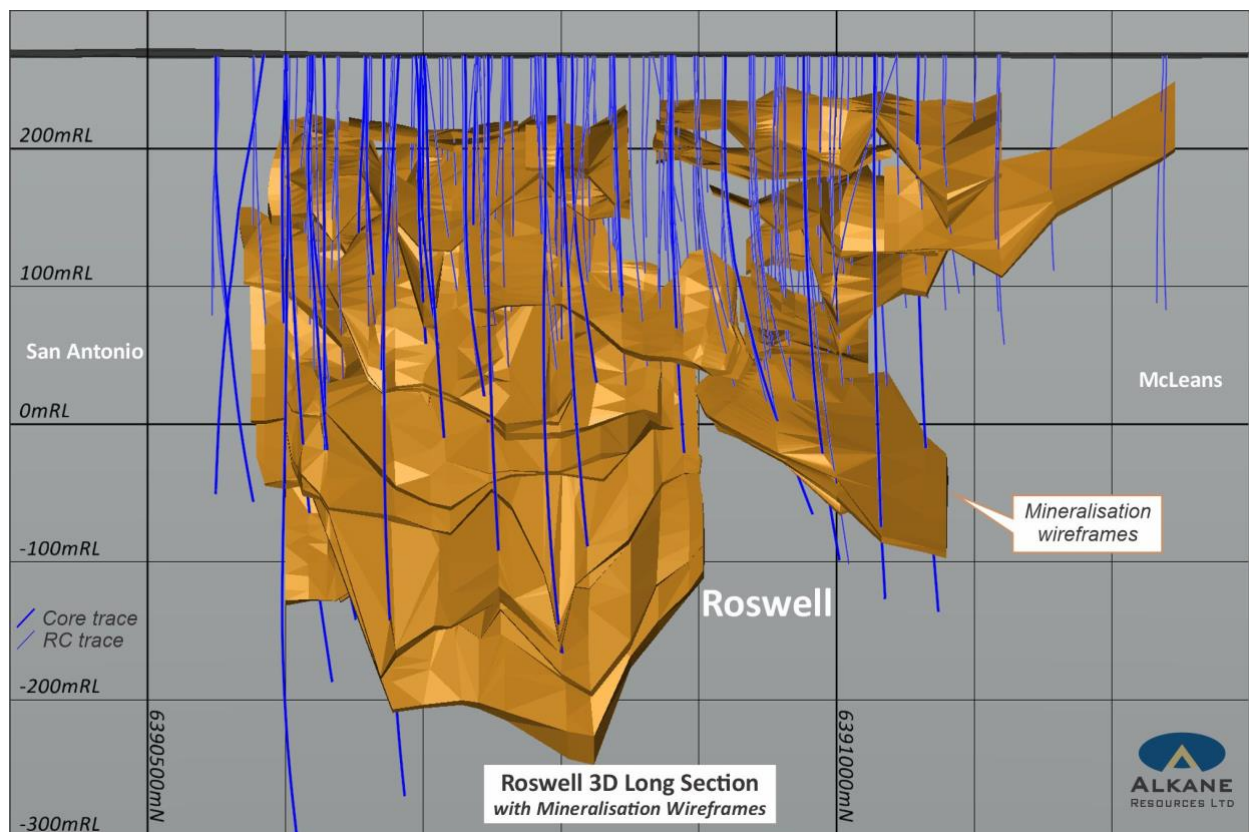 200mRL
100mRL
San Antonio
McLeans
0mRL
Mineralisation
wireframes
-100mRL
Roswell
Core trace
RC trace
-200mRL
6390500mN
6391000mN
Roswell 3D Long Section
with Mineralisation Wireframes
ALKANE
RESOURCES LTD
-300mRL